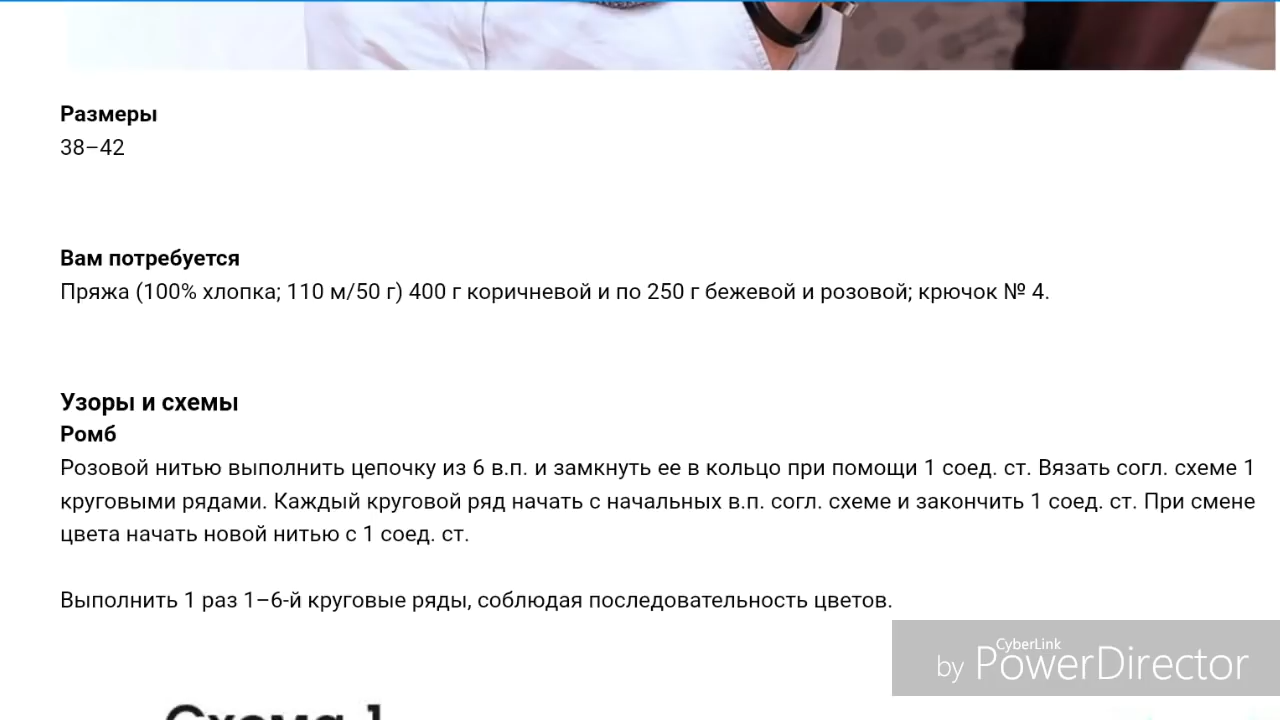 Размеры
38–42
Вам потребуется
Пряжа (100% хлопка; 110 м/50 г) 400 г коричневой и по 250 г бежевой и розовой; крючок № 4.
Узоры и схемы
Ромб
Розовой нитью выполнить цепочку из 6 в.п. и замкнуть ее в кольцо при помощи 1 соед. ст. Вязать согл. схеме 1
круговыми рядами. Каждый круговой ряд начать с начальных в.п. согл. схеме и закончить 1 соед. ст. При смене
цвета начать новой нитью с 1 соед. ст.
Выполнить 1 раз 1–6-й круговые ряды, соблюдая последовательность цветов.
CyberLink
by PowerDirector
Схема 1